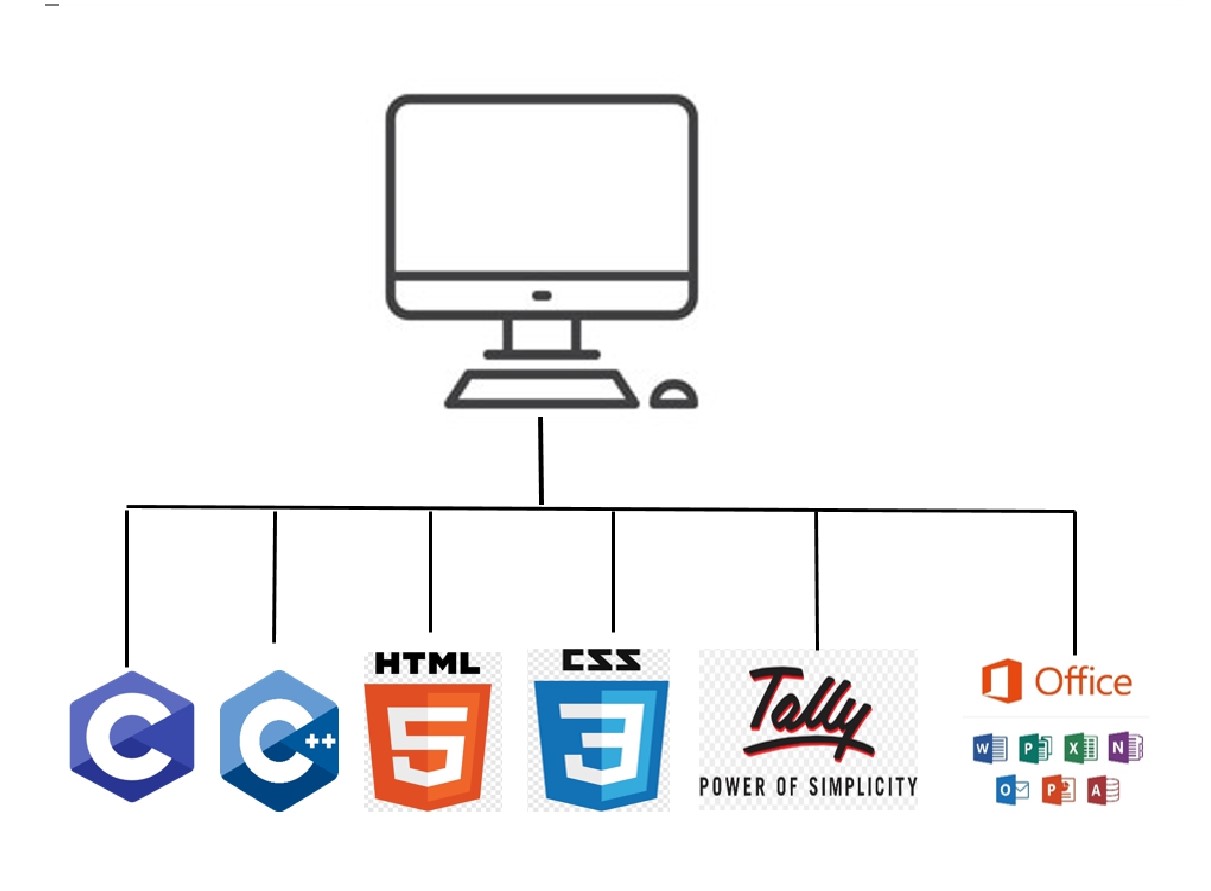 C
C++
HTML
5
CSS
3
Tally
POWER OF SIMPLICITY
Office
W P X N
O P A